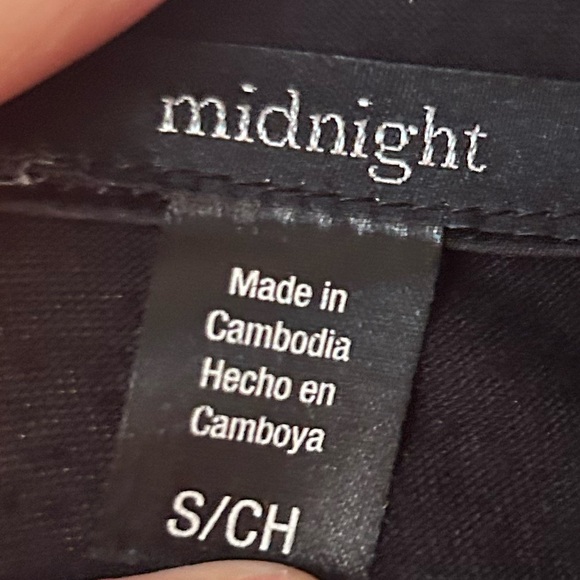 midnight
Made in
Cambodia
Hecho en
Camboya
S/CH